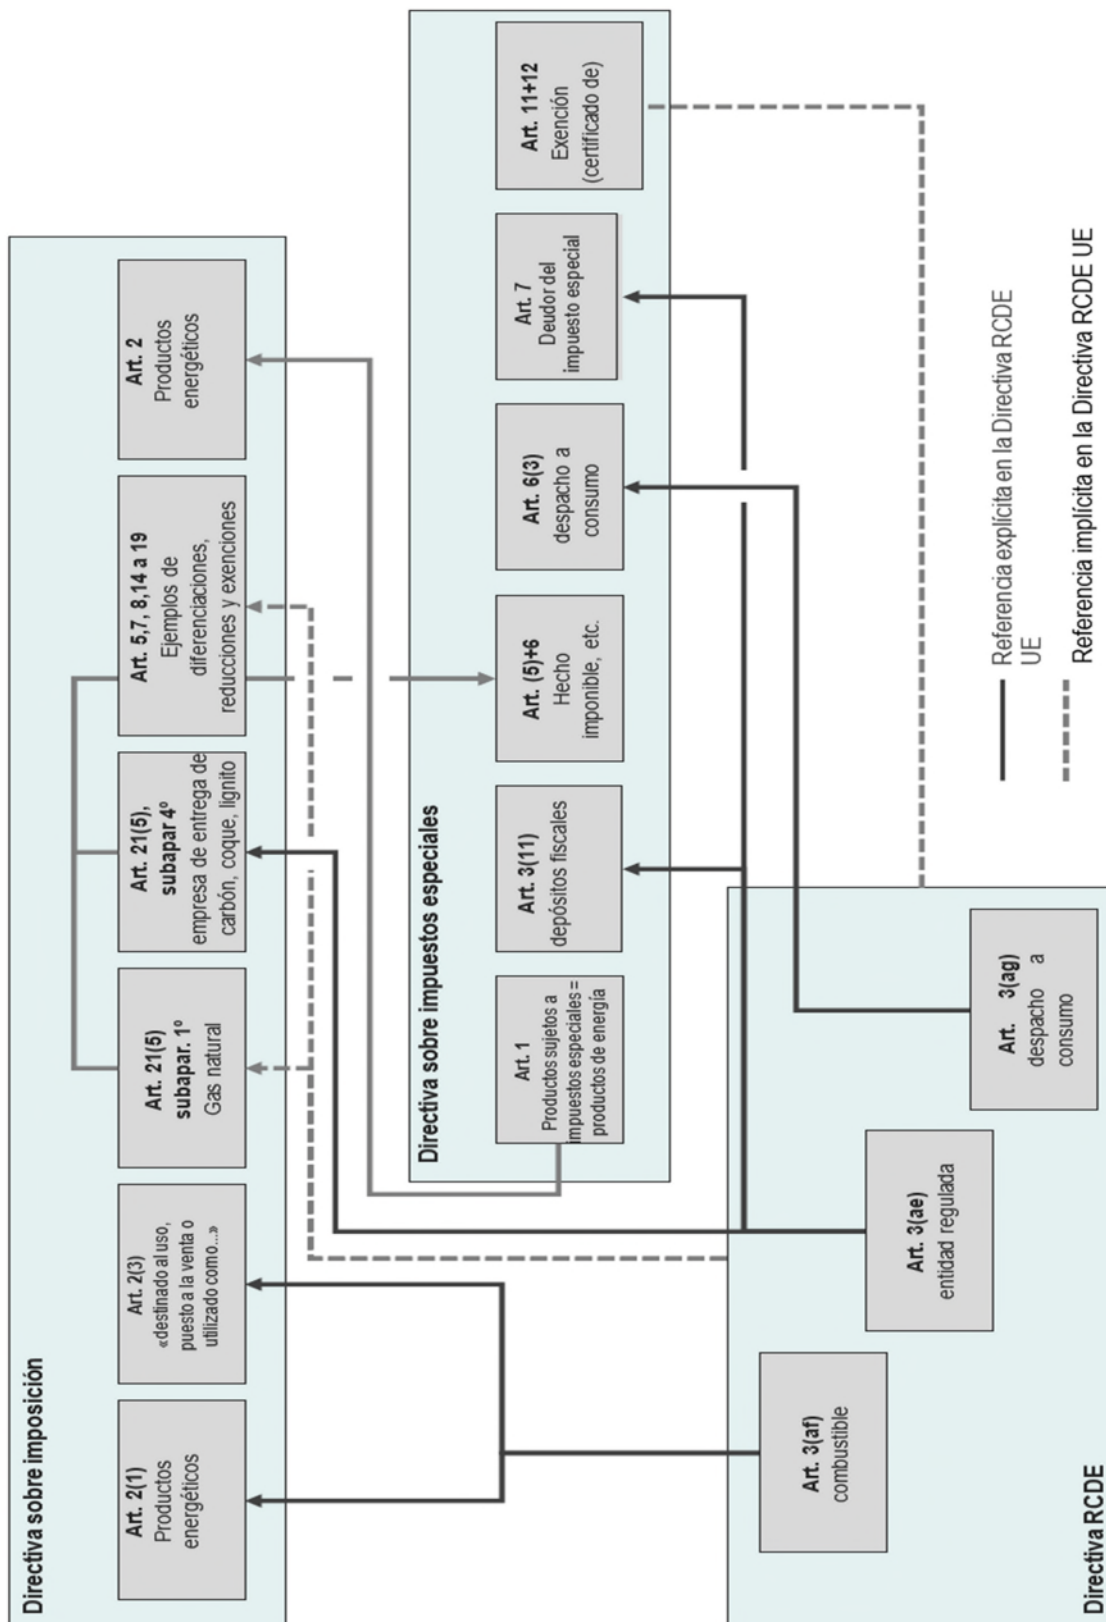 Directiva sobre imposición
Art. 2(1)
Productos
energéticos
Art. 2(3)
«destinado al uso,
puesto a la venta o
utilizado como...»
Art. 21(5)
subapar. 1º
Gas natural
Art. 21(5),
subapar 4º
empresa de entrega de
carbón, coque, lignito
Art. 5,7, 8,14 a 19
Ejemplos de
diferenciaciones,
reducciones y exenciones
Art. 2
Productos
energéticos
Directiva sobre impuestos especiales
Art. 1
Productos sujetos a
impuestos especiales =
productos de energía
Art. 3(11)
depósitos fiscales
Art. (5)+6
Hecho
imponible, etc.
Art. 6(3)
despacho a
consumo
Art. 7
Deudor del
impuesto especial
Art. 11+12
Exención
(certificado de)
Art. 3(af)
combustible
Art. 3(ae)
entidad regulada
Art. 3(ag)
despacho a
consumo
Directiva RCDE
Referencia explícita en la Directiva RCDE
UE
Referencia implícita en la Directiva RCDE UE